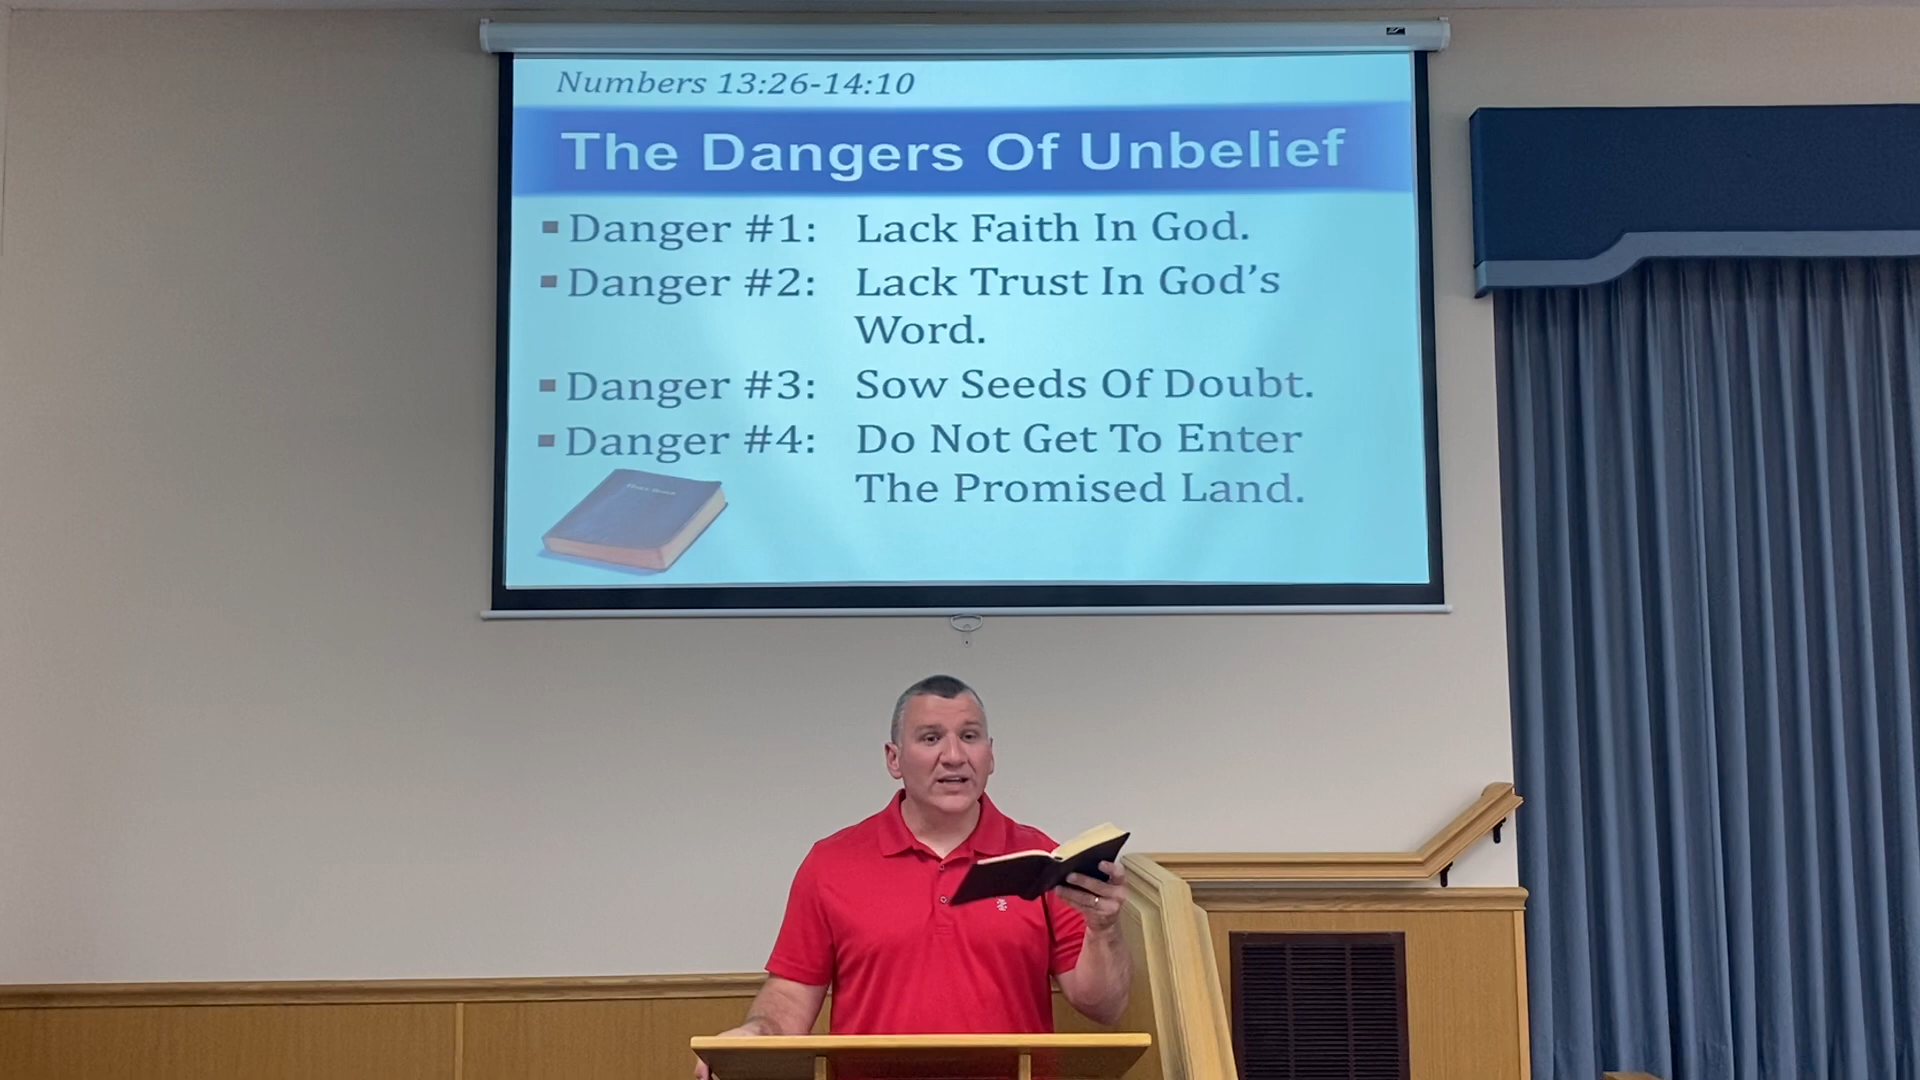 Numbers 13:26-14:10
The Dangers Of Unbelief
Danger #1: Lack Faith In God.
Danger #2: Lack Trust In God's
Word.
Danger #3: Sow Seeds Of Doubt.
Danger #4: Do Not Get To Enter
The Promised Land.